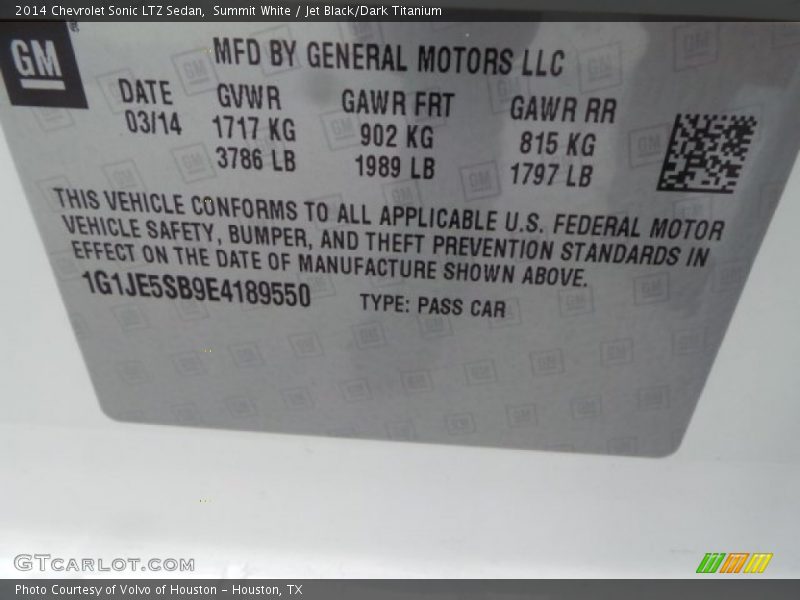 2014 Chevrolet Sonic LTZ Sedan, Summit White / Jet Black/Dark Titanium
GM
MFD BY GENERAL MOTORS LLC
DATE GVWR GAWR FRT GAWR RR
03/14 1717 KG 902 KG 815 KG
3786 LB 1989 LB 1797 LB
THIS VEHICLE CONFORMS TO ALL APPLICABLE U.S. FEDERAL MOTOR
VEHICLE SAFETY, BUMPER, AND THEFT PREVENTION STANDARDS IN
EFFECT ON THE DATE OF MANUFACTURE SHOWN ABOVE.
1G1JE5SB9E4189550 TYPE: PASS CAR
GTCARLOT.COM
Photo Courtesy of Volvo of Houston - Houston, TX